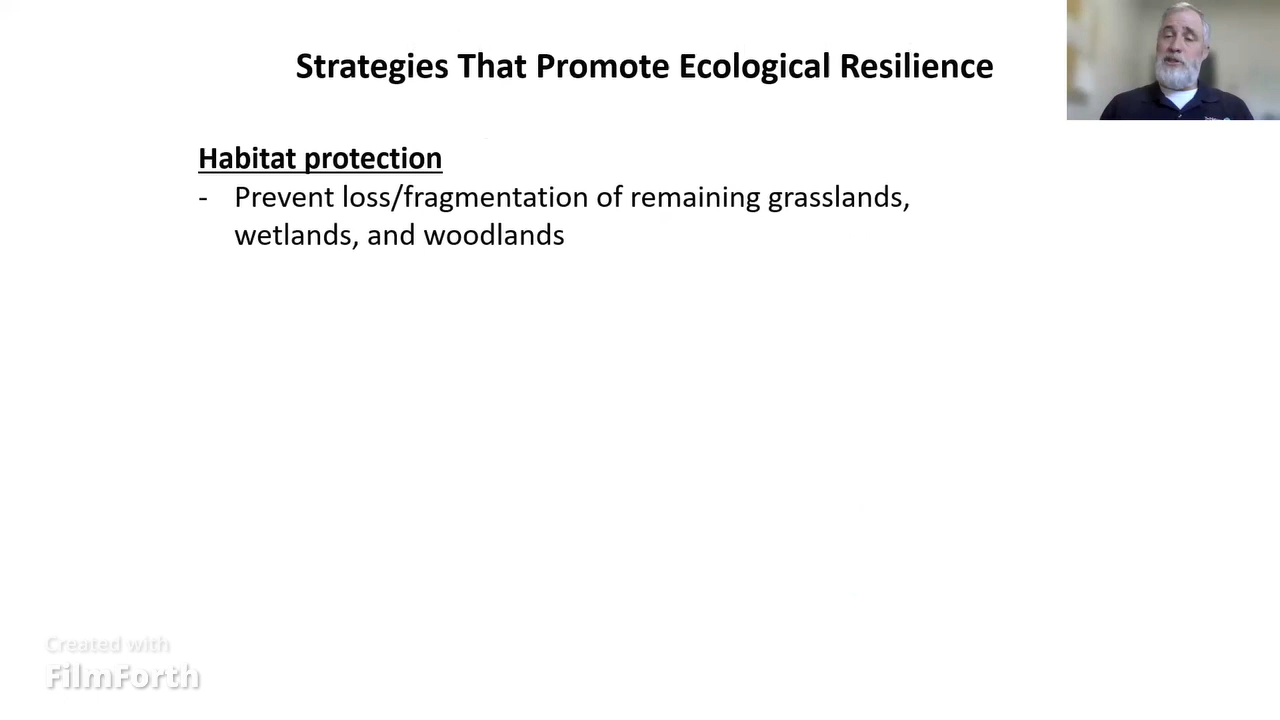 Strategies That Promote Ecological Resilience
Habitat protection
- Prevent loss/fragmentation of remaining grasslands,
wetlands, and woodlands
Created with
FilmForth